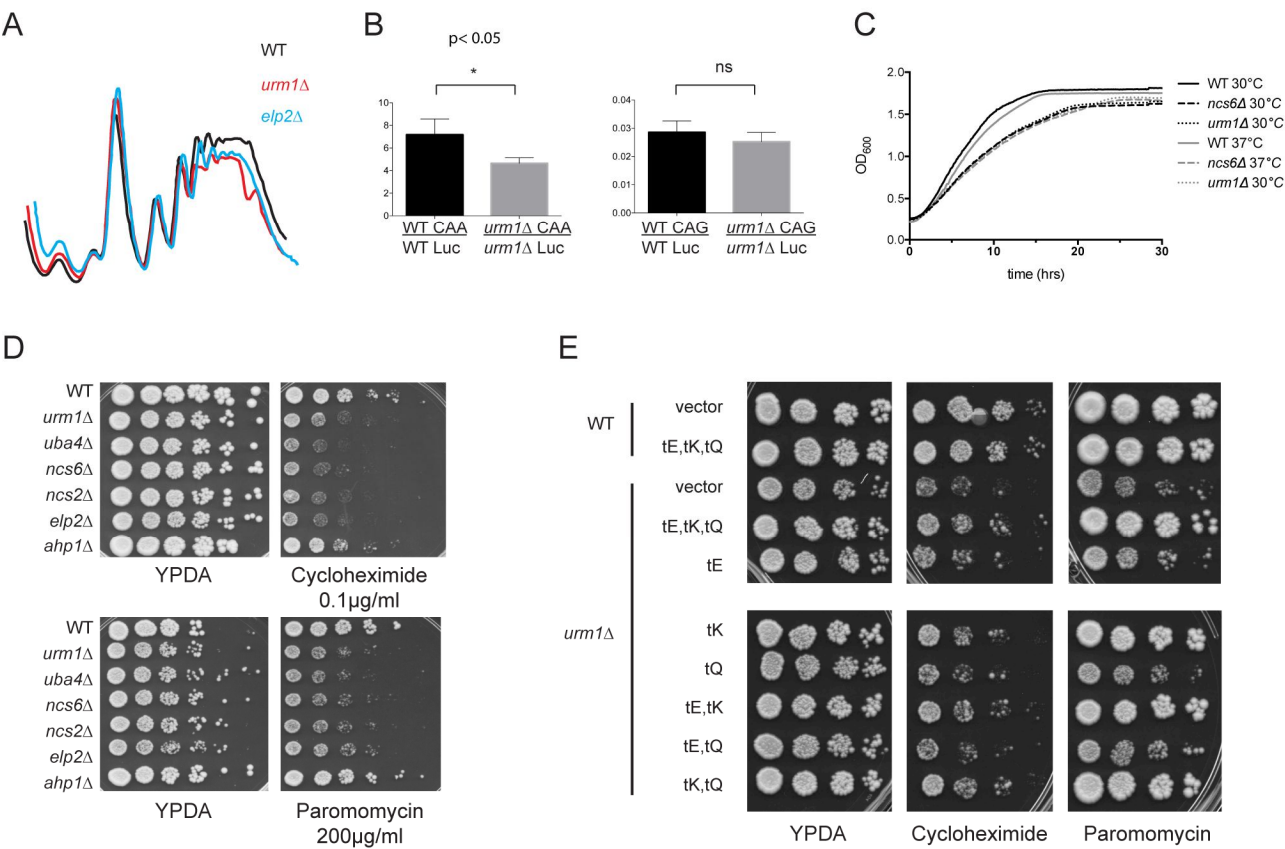 A
WT
urm1Δ
elp2Δ
B
p< 0.05
*
10
8
6
4
2
0
WT CAA
WT Luc
urm1Δ CAA
urm1Δ Luc
ns
0.04
0.03
0.02
0.01
0.00
WT CAG
WT Luc
urm1Δ CAG
urm1Δ Luc
C
2.0
1.5
1.0
0.5
0.0
OD600
0
10
20
30
time (hrs)
WT 30°C
ncs6Δ 30°C
urm1Δ 30°C
WT 37°C
ncs6Δ 37°C
urm1Δ 30°C
D
WT
urm1Δ
uba4Δ
ncs6Δ
ncs2Δ
elp2Δ
ahp1Δ
YPDA
Cycloheximide
0.1µg/ml
WT
urm1Δ
uba4Δ
ncs6Δ
ncs2Δ
elp2Δ
ahp1Δ
YPDA
Paromomycin
200µg/ml
E
WT
vector
tE,tK,tQ
urm1Δ
vector
tE,tK,tQ
tE
tK
tQ
tE,tK
tE,tQ
tK,tQ
YPDA
Cycloheximide
Paromomycin